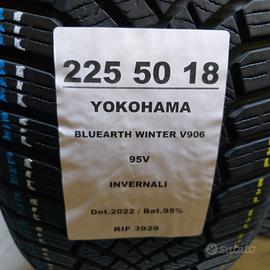 225 50 18
YOKOHAMA
BLUEARTH WINTER V906
95V
INVERNALI
Dot.2022 / Bat.95%
RIF 3929
subito